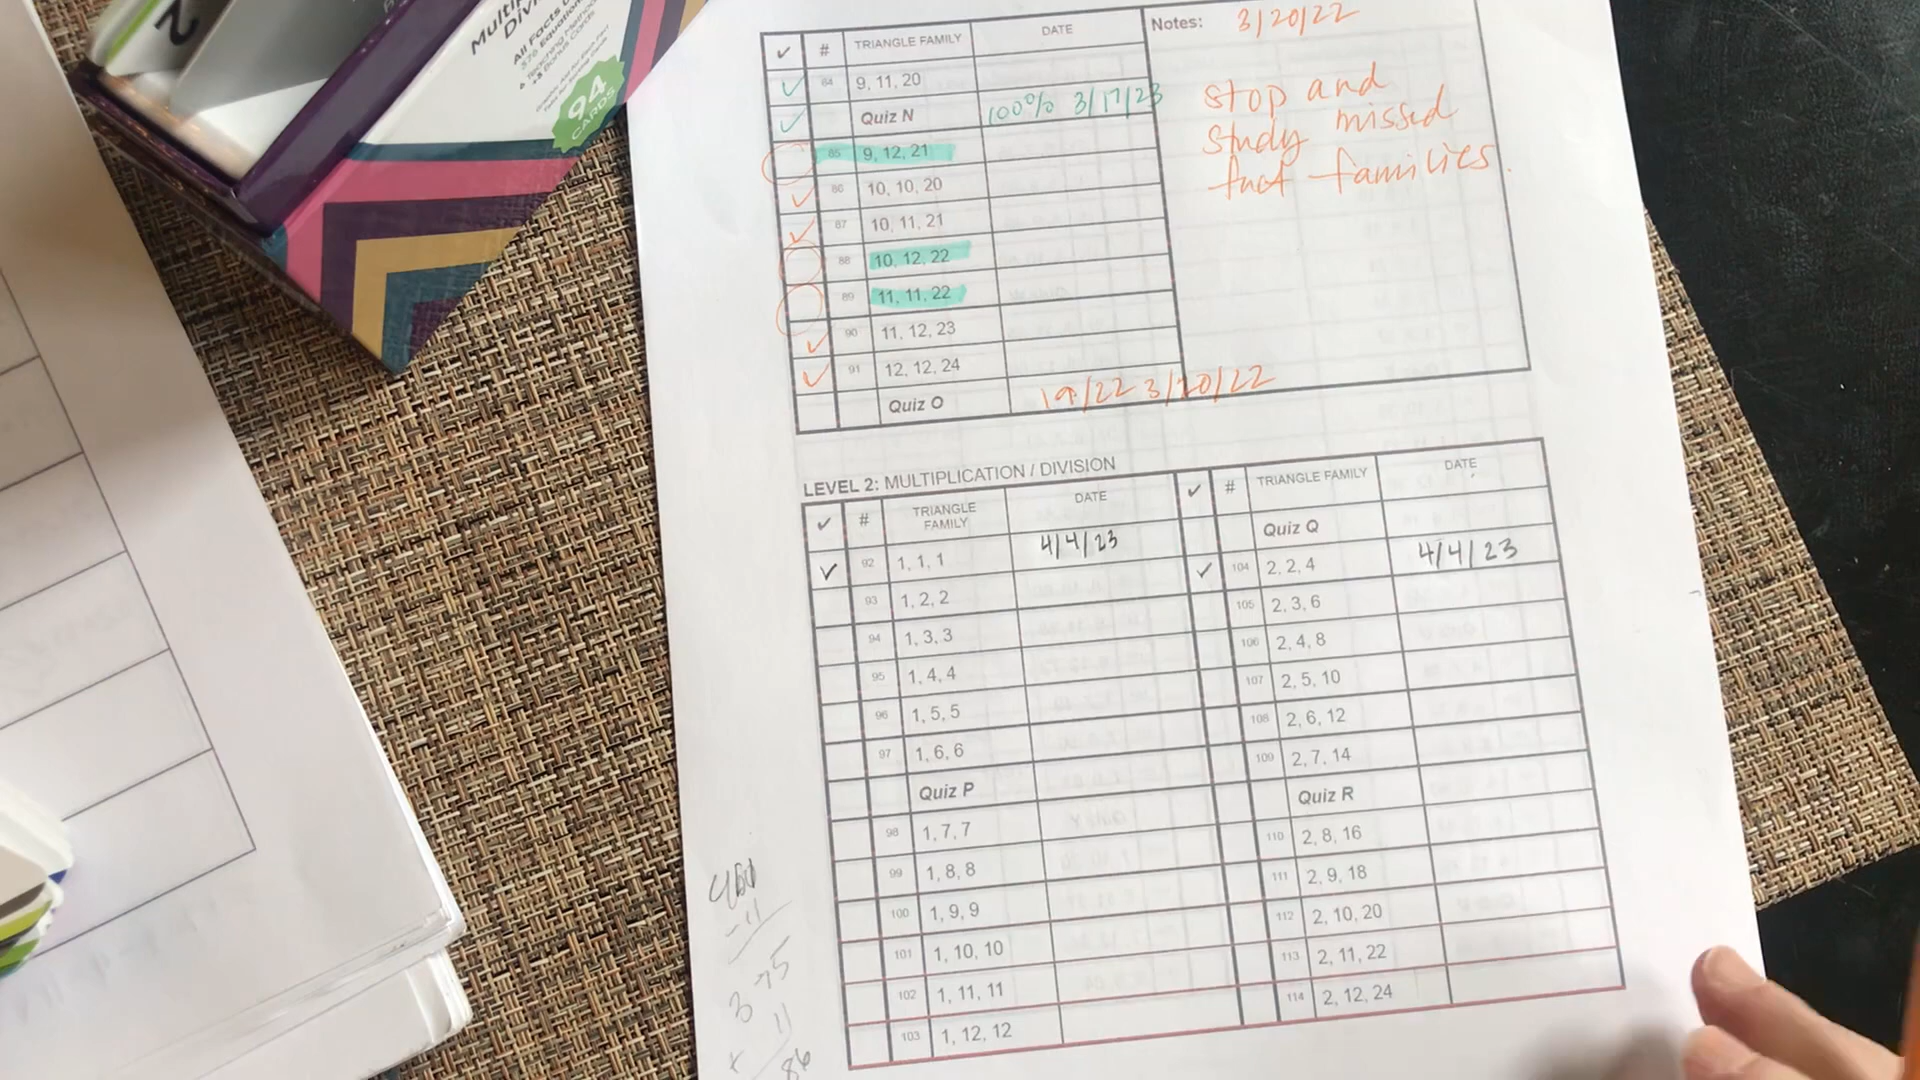 94
CARDS
2
✓ # TRIANGLE FAMILY DATE
✓ 84 9, 11, 20
✓ Quiz N 100% 3/17/23
85 9, 12, 21
✓ 86 10, 10, 20
✓ 87 10, 11, 21
88 10, 12, 22
89 11, 11, 22
✓ 90 11, 12, 23
✓ 91 12, 12, 24
Quiz O 19/22 3/20/22
Notes: 3/20/22
Stop and
study missed
fact families.
LEVEL 2: MULTIPLICATION / DIVISION
✓ # TRIANGLE FAMILY DATE
✓ 92 1, 1, 1 4/4/23
93 1, 2, 2
94 1, 3, 3
95 1, 4, 4
96 1, 5, 5
97 1, 6, 6
Quiz P
98 1, 7, 7
99 1, 8, 8
100 1, 9, 9
101 1, 10, 10
102 1, 11, 11
103 1, 12, 12
✓ # TRIANGLE FAMILY DATE
Quiz Q
✓ 104 2, 2, 4 4/4/23
105 2, 3, 6
106 2, 4, 8
107 2, 5, 10
108 2, 6, 12
109 2, 7, 14
Quiz R
110 2, 8, 16
111 2, 9, 18
112 2, 10, 20
113 2, 11, 22
114 2, 12, 24
- 11
11
86